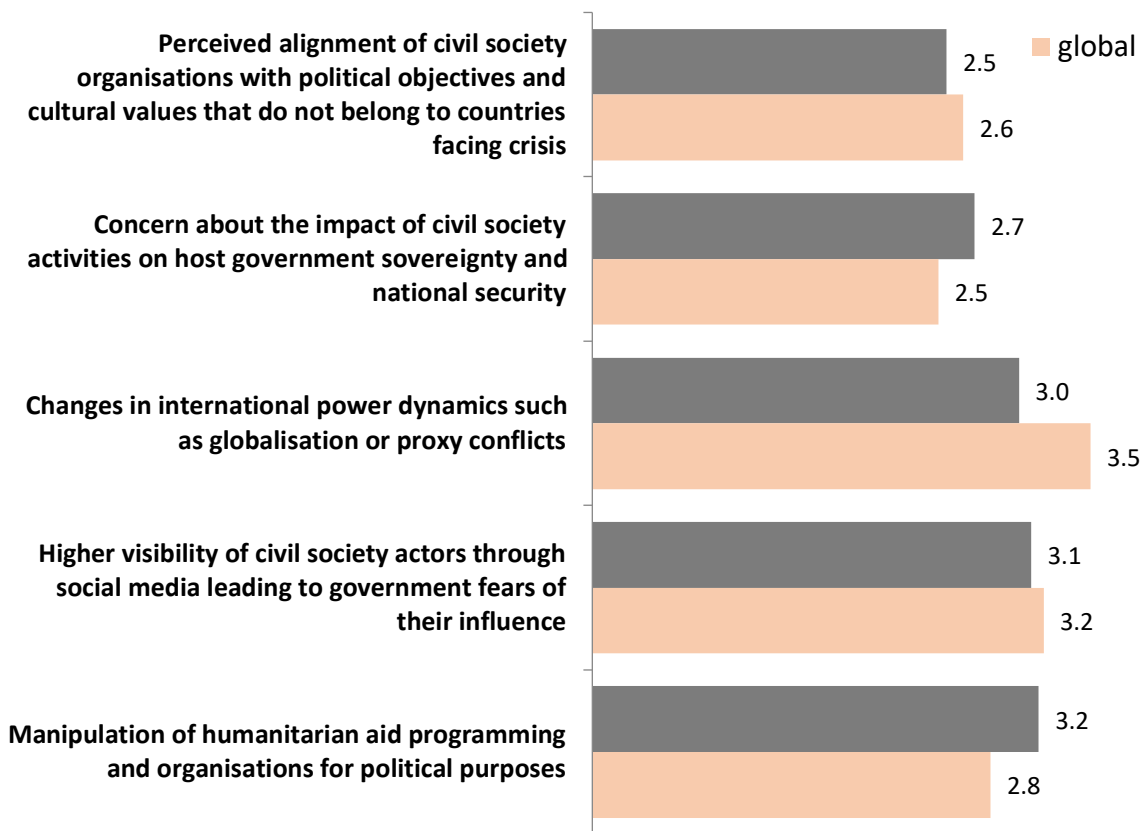 Perceived alignment of civil society
organisations with political objectives and
cultural values that do not belong to countries
facing crisis
2.5
global
2.6
Concern about the impact of civil society
activities on host government sovereignty and
national security
2.7
2.5
Changes in international power dynamics such
as globalisation or proxy conflicts
3.0
3.5
Higher visibility of civil society actors through
social media leading to government fears of
their influence
3.1
3.2
Manipulation of humanitarian aid programming
and organisations for political purposes
3.2
2.8